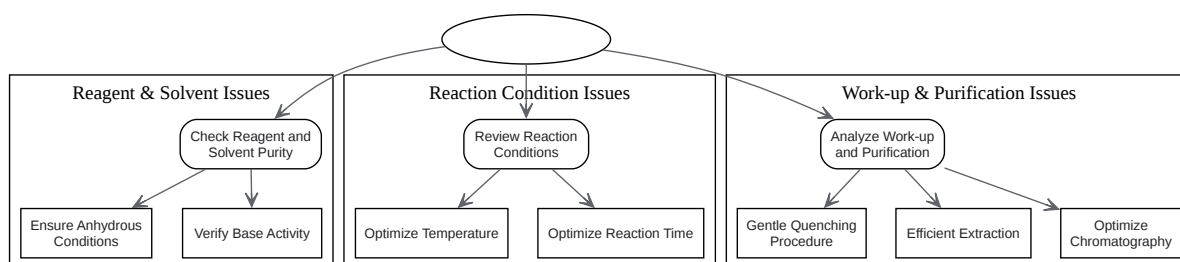 Reagent & Solvent Issues
Reaction Condition Issues
Work-up & Purification Issues
Check Reagent and
Solvent Purity
Review Reaction
Conditions
Analyze Work-up
and Purification
Ensure Anhydrous
Conditions
Verify Base Activity
Optimize Temperature
Optimize Reaction Time
Gentle Quenching
Procedure
Efficient Extraction
Optimize
Chromatography